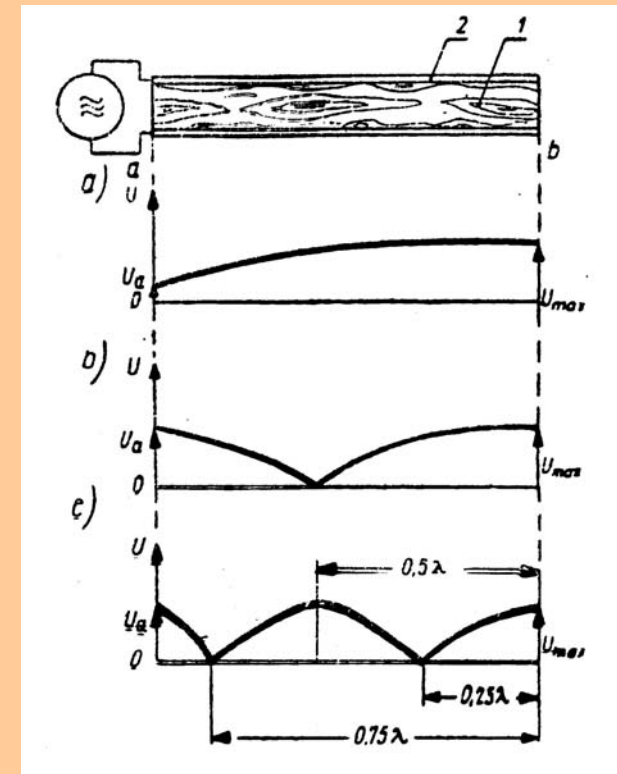 2 1
a b
a) U
Ua
0 Umax
b) U
Ua Umax
0
c)
U 0,5λ
Ua
0 Umax
0,25λ
0,75λ